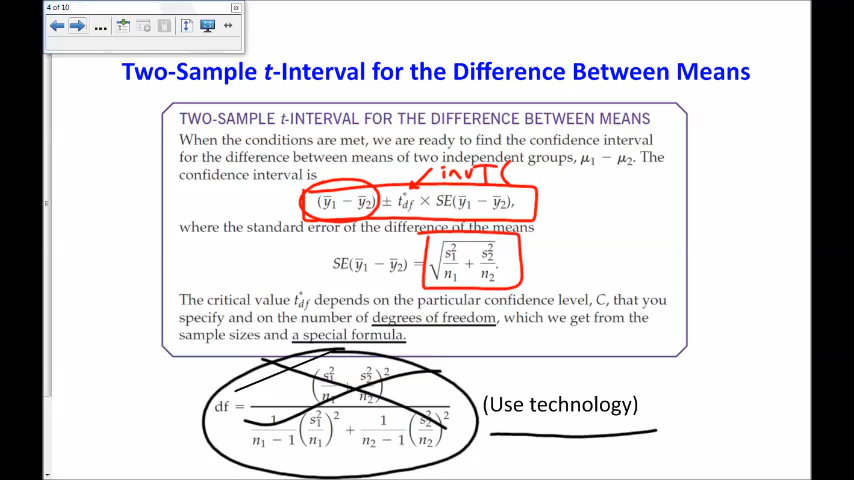 4 of 10
Two-Sample t-Interval for the Difference Between Means
TWO-SAMPLE t-INTERVAL FOR THE DIFFERENCE BETWEEN MEANS
When the conditions are met, we are ready to find the confidence interval
for the difference between means of two independent groups, μ₁ − μ₂. The
confidence interval is
invT(
(ȳ₁ − ȳ₂) ± t*df × SE(ȳ₁ − ȳ₂),
where the standard error of the difference of the means
SE(ȳ₁ − ȳ₂) = √(s₁²/n₁ + s₂²/n₂).
The critical value t*df depends on the particular confidence level, C, that you
specify and on the number of degrees of freedom, which we get from the
sample sizes and a special formula.
df = (s₁²/n₁ + s₂²/n₂)² / (1/(n₁ − 1) (s₁²/n₁)² + 1/(n₂ − 1) (s₂²/n₂)²)
(Use technology)